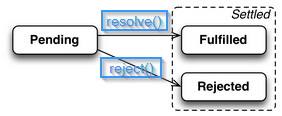 Settled
resolve()
Pending
Fulfilled
reject()
Rejected